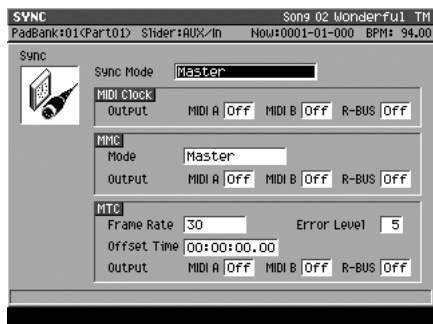 SYNC Song 02 Wonderful TM
PadBank:01(Part01) Slider:AUX/In Now:0001-01-000 BPM: 94.00
Sync
Sync Mode Master
MIDI Clock
Output MIDI A Off MIDI B Off R-BUS Off
MMC
Mode Master
Output MIDI A Off MIDI B Off R-BUS Off
MTC
Frame Rate 30 Error Level 5
Offset Time 00:00:00.00
Output MIDI A Off MIDI B Off R-BUS Off